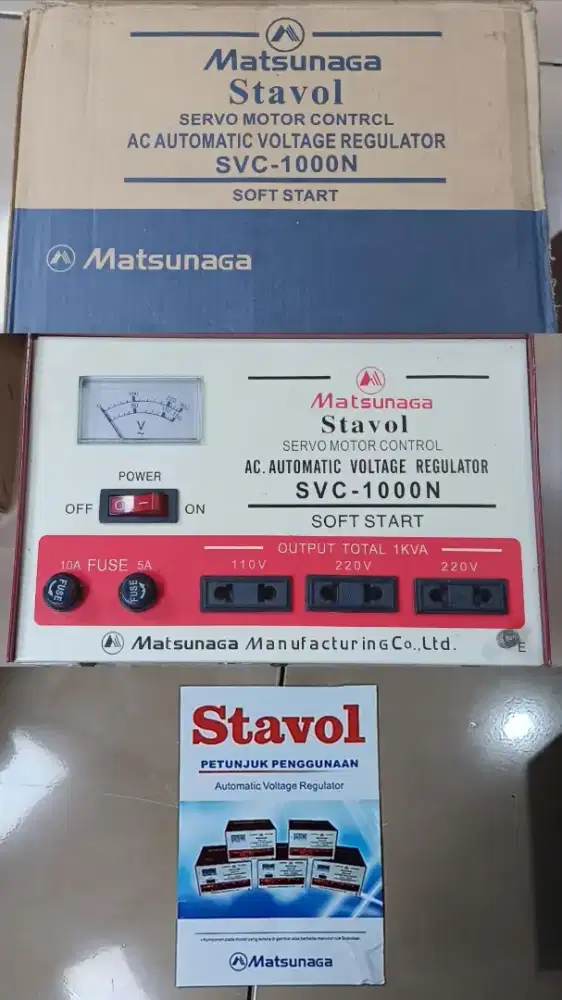 Matsunaga
Stavol
SERVO MOTOR CONTRCL
AC AUTOMATIC VOLTAGE REGULATOR
SVC-1000N
SOFT START
Matsunaga
V
Matsunaga
Stavol
SERVO MOTOR CONTROL
AC. AUTOMATIC VOLTAGE REGULATOR
SVC-1000N
SOFT START
POWER
OFF
ON
10A FUSE 5A
FUSE
FUSE
OUTPUT TOTAL 1KVA
110V 220V 220V
E
Matsunaga Manufacturing Co.,Ltd.
Stavol
PETUNJUK PENGGUNAAN
Automatic Voltage Regulator
Matsunaga